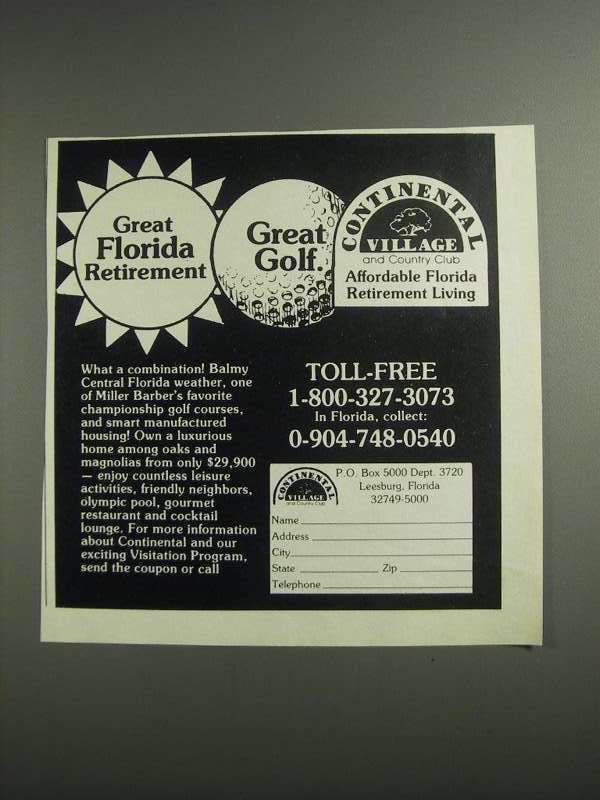 Great
Florida
Retirement
Great
Golf.
CONTINENTAL
VILLAGE
and Country Club
Affordable Florida
Retirement Living
What a combination! Balmy
Central Florida weather, one
of Miller Barber's favorite
championship golf courses,
and smart manufactured
housing! Own a luxurious
home among oaks and
magnolias from only $29,900
— enjoy countless leisure
activities, friendly neighbors,
olympic pool, gourmet
restaurant and cocktail
lounge. For more information
about Continental and our
exciting Visitation Program,
send the coupon or call
TOLL-FREE
1-800-327-3073
In Florida, collect:
0-904-748-0540
CONTINENTAL
VILLAGE
and Country Club
P.O. Box 5000 Dept. 3720
Leesburg, Florida
32749-5000
Name
Address
City
State Zip
Telephone